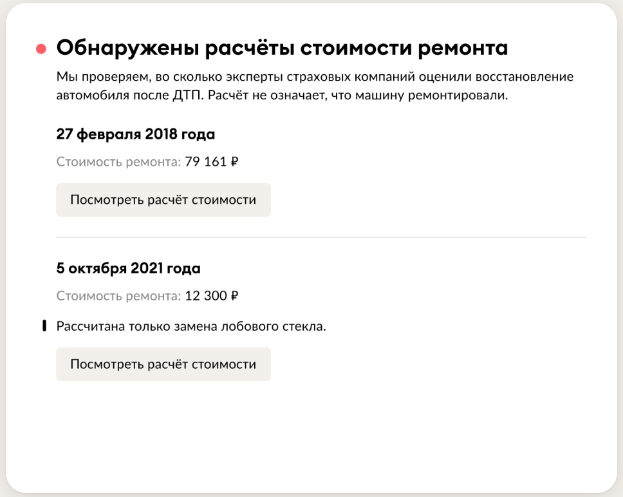 Обнаружены расчёты стоимости ремонта
Мы проверяем, во сколько эксперты страховых компаний оценили восстановление
автомобиля после ДТП. Расчёт не означает, что машину ремонтировали.
27 февраля 2018 года
Стоимость ремонта: 79 161 ₽
Посмотреть расчёт стоимости
5 октября 2021 года
Стоимость ремонта: 12 300 ₽
Рассчитана только замена лобового стекла.
Посмотреть расчёт стоимости